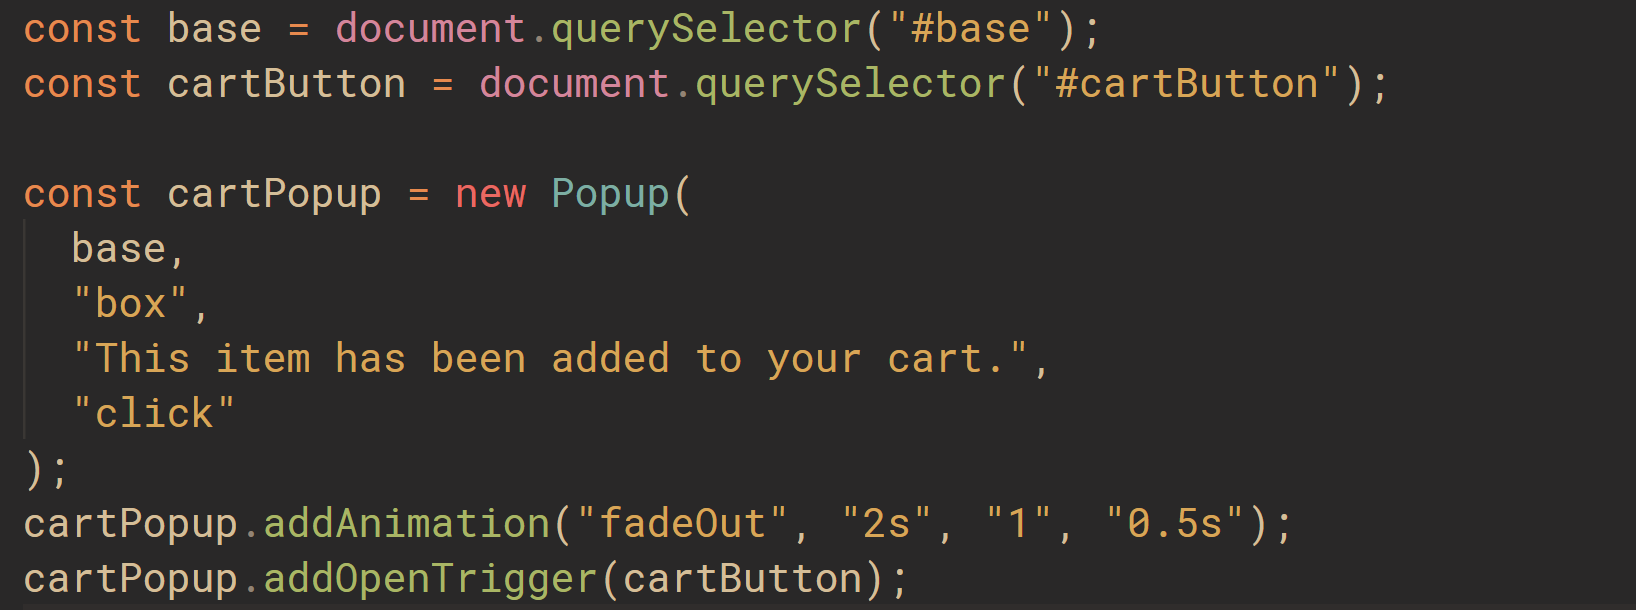 const base = document.querySelector("#base");
const cartButton = document.querySelector("#cartButton");
const cartPopup = new Popup(
base,
"box",
"This item has been added to your cart.",
"click"
);
cartPopup.addAnimation("fadeOut", "2s", "1", "0.5s");
cartPopup.addOpenTrigger(cartButton);